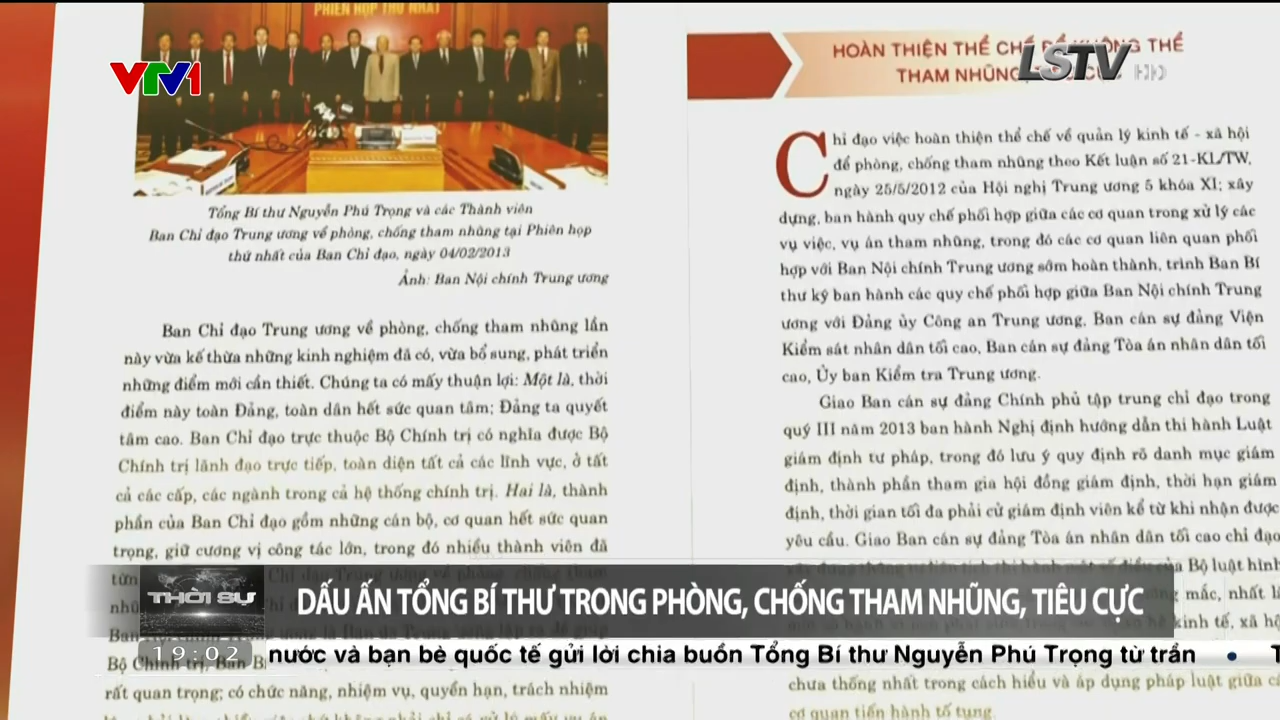 PHIÊN HỌP THỨ NHẤT
VTV1
Tổng Bí thư Nguyễn Phú Trọng và các Thành viên
Ban Chỉ đạo Trung ương về phòng, chống tham nhũng tại Phiên họp
thứ nhất của Ban Chỉ đạo, ngày 04/02/2013
Ảnh: Ban Nội chính Trung ương
Ban Chỉ đạo Trung ương về phòng, chống tham nhũng lần
này vừa kế thừa những kinh nghiệm đã có, vừa bổ sung, phát triển
những điểm mới cần thiết. Chúng ta có mấy thuận lợi: Một là, thời
điểm này toàn Đảng, toàn dân hết sức quan tâm; Đảng ta quyết
tâm cao. Ban Chỉ đạo trực thuộc Bộ Chính trị có nghĩa được Bộ
Chính trị lãnh đạo trực tiếp, toàn diện tất cả các lĩnh vực, ở tất
cả các cấp, các ngành trong cả hệ thống chính trị. Hai là, thành
phần của Ban Chỉ đạo gồm những cán bộ, cơ quan hết sức quan
trọng, giữ cương vị công tác lớn, trong đó nhiều thành viên đã
Bộ Chính trị, Ban
rất quan trọng; có chức năng, nhiệm vụ, quyền hạn, trách nhiệm
HOÀN THIỆN THỂ CHẾ ĐỂ KHÔNG THỂ
THAM NHŨNG,
LSTV HD
Chỉ đạo việc hoàn thiện thể chế về quản lý kinh tế - xã hội
để phòng, chống tham nhũng theo Kết luận số 21-KL/TW,
ngày 25/5/2012 của Hội nghị Trung ương 5 khóa XI; xây
dựng, ban hành quy chế phối hợp giữa các cơ quan trong xử lý các
vụ việc, vụ án tham nhũng, trong đó các cơ quan liên quan phối
hợp với Ban Nội chính Trung ương sớm hoàn thành, trình Ban Bí
thư ký ban hành các quy chế phối hợp giữa Ban Nội chính Trung
ương với Đảng ủy Công an Trung ương, Ban cán sự đảng Viện
Kiểm sát nhân dân tối cao, Ban cán sự đảng Tòa án nhân dân tối
cao, Ủy ban Kiểm tra Trung ương.
Giao Ban cán sự đảng Chính phủ tập trung chỉ đạo trong
quý III năm 2013 ban hành Nghị định hướng dẫn thi hành Luật
giám định tư pháp, trong đó lưu ý quy định rõ danh mục giám
định, thành phần tham gia hội đồng giám định, thời hạn giám
định, thời gian tối đa phải cử giám định viên kể từ khi nhận được
yêu cầu. Giao Ban cán sự đảng Tòa án nhân dân tối cao chỉ đạo
của Bộ luật hình
mắc, nhất là
kinh tế, xã hội
chưa thống nhất trong cách hiểu và áp dụng pháp luật giữa
cơ quan tiến hành tố tụng.
THỜI SỰ
DẤU ẤN TỔNG BÍ THƯ TRONG PHÒNG, CHỐNG THAM NHŨNG, TIÊU CỰC
19:02
nước và bạn bè quốc tế gửi lời chia buồn Tổng Bí thư Nguyễn Phú Trọng từ trần • T